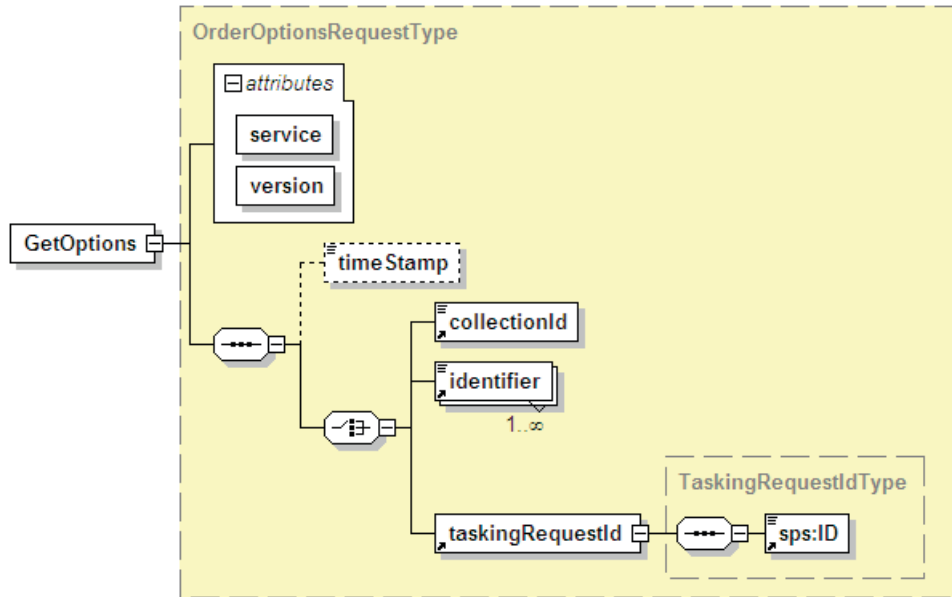 OrderOptionsRequestType
attributes
service
version
GetOptions
timeStamp
collectionId
identifier
1..∞
TaskingRequestIdType
taskingRequestId
sps:ID